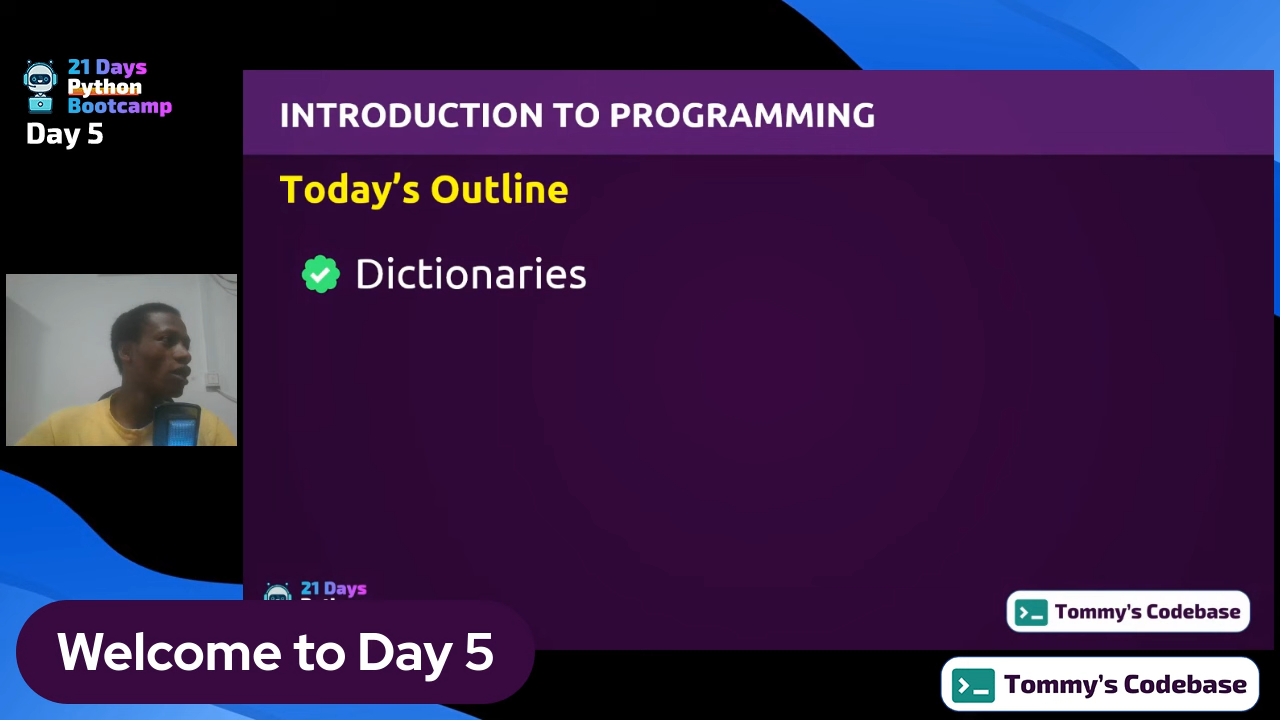 21 Days
Python
Bootcamp
Day 5
INTRODUCTION TO PROGRAMMING
Today’s Outline
Dictionaries
21 Days
Tommy’s Codebase
Welcome to Day 5
Tommy’s Codebase